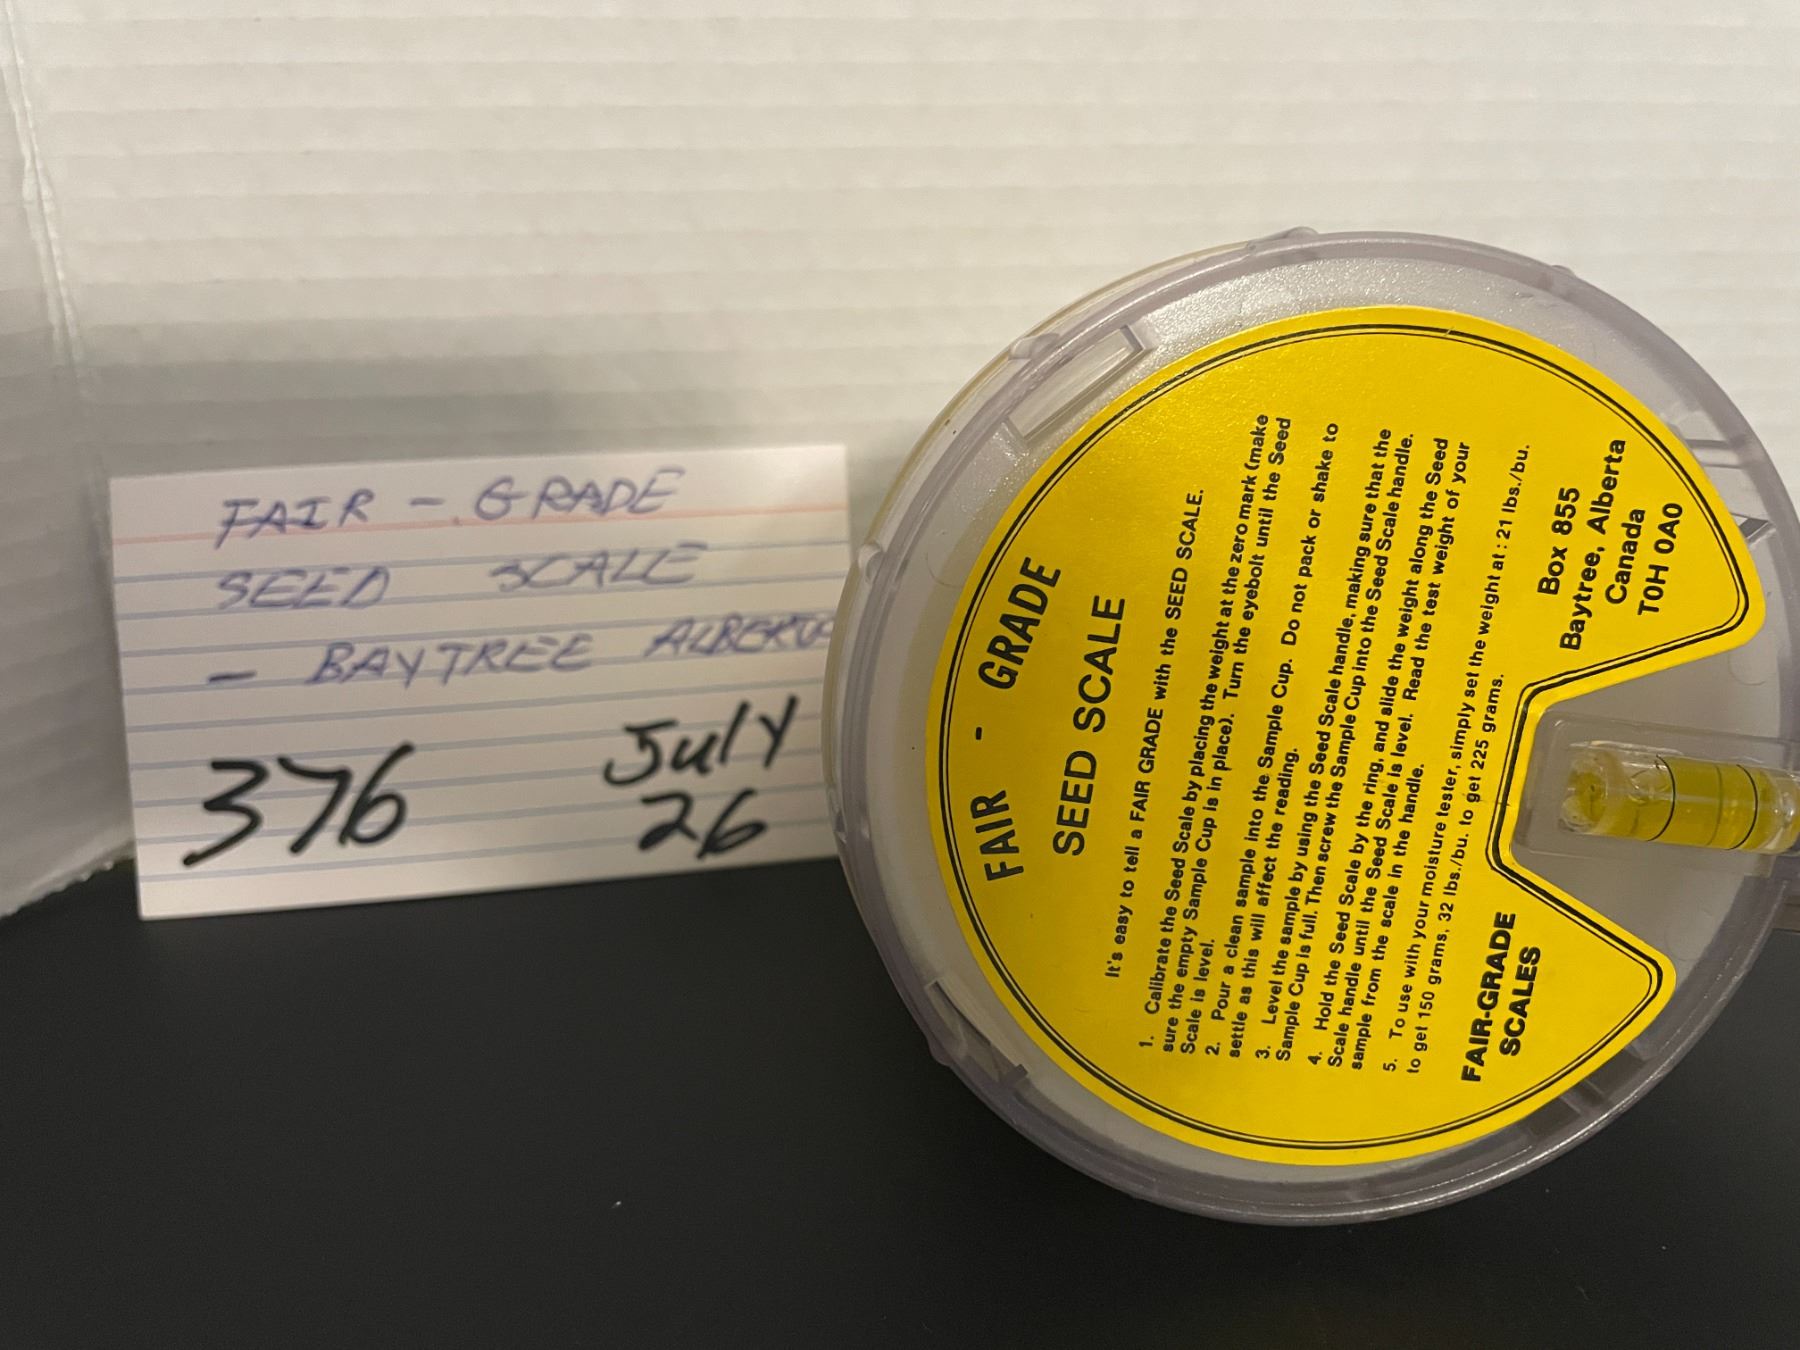 FAIR - GRADE
SEED SCALE
- BAYTREE ALBERTA
376 July
26
FAIR - GRADE
SEED SCALE
It's easy to tell a FAIR GRADE with the SEED SCALE.
1. Calibrate the Seed Scale by placing the weight at the zero mark (make
sure the empty Sample Cup is in place). Turn the eyebolt until the Seed
Scale is level.
2. Pour a clean sample into the Sample Cup. Do not pack or shake to
settle as this will affect the reading.
3. Level the sample by using the Seed Scale handle, making sure that the
Sample Cup is full. Then screw the Sample Cup into the Seed Scale handle.
4. Hold the Seed Scale by the ring, and slide the weight along the Seed
Scale handle until the Seed Scale is level. Read the test weight of your
sample from the scale in the handle.
5. To use with your moisture tester, simply set the weight at : 21 lbs./bu.
to get 150 grams, 32 lbs./bu. to get 225 grams.
FAIR-GRADE
SCALES
Box 855
Baytree, Alberta
Canada
T0H 0A0